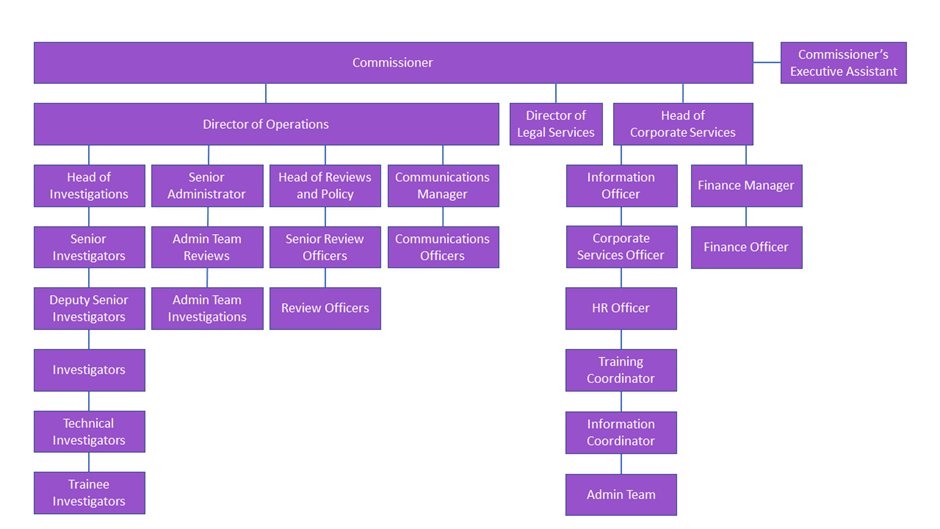 Commissioner
Commissioner's
Executive Assistant
Director of Operations
Director of
Legal Services
Head of
Corporate Services
Head of
Investigations
Senior
Administrator
Head of Reviews
and Policy
Communications
Manager
Information
Officer
Finance Manager
Senior
Investigators
Admin Team
Reviews
Senior Review
Officers
Communications
Officers
Corporate
Services Officer
Finance Officer
Deputy Senior
Investigators
Admin Team
Investigations
Review Officers
HR Officer
Investigators
Training
Coordinator
Technical
Investigators
Information
Coordinator
Trainee
Investigators
Admin Team